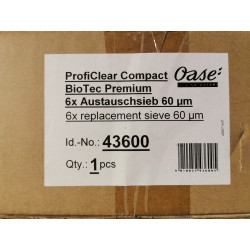 ProfiClear Compact
BioTec Premium
6x Austauschsieb 60 µm
6x replacement sieve 60 µm
Oase
Id.-No.: 43600
Qty.: 1 pcs